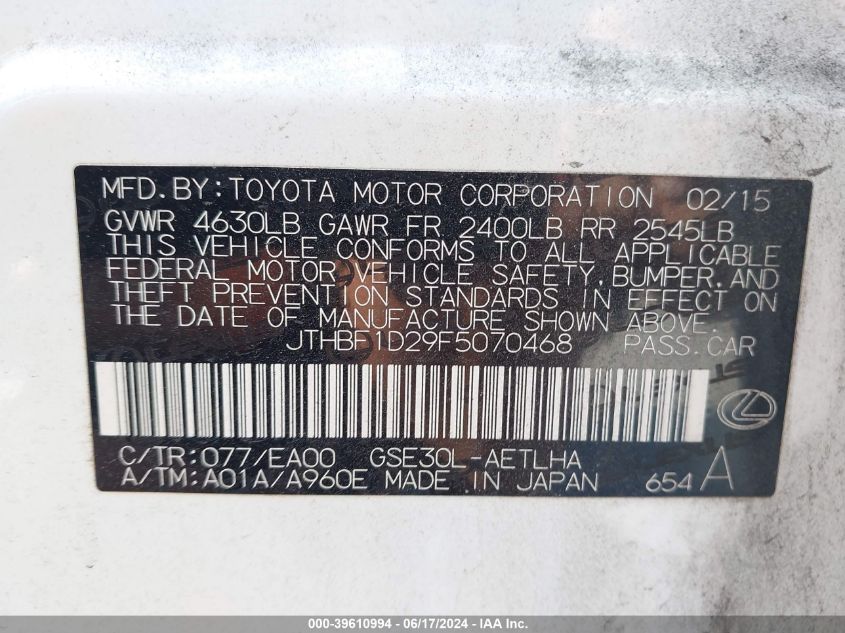 MFD.BY:TOYOTA MOTOR CORPORATION 02/15
GVWR 4630LB GAWR FR 2400LB RR 2545LB
THIS VEHICLE CONFORMS TO ALL APPLICABLE
FEDERAL MOTOR VEHICLE SAFETY,BUMPER,AND
THEFT PREVENTION STANDARDS IN EFFECT ON
THE DATE OF MANUFACTURE SHOWN ABOVE.
JTHBF1D29F5070468 PASS.CAR
C/TR:077/EA00 GSE30L-AETLHA
A/TM:A01A/A960E MADE IN JAPAN 654A
000-39610994 - 06/17/2024 - IAA Inc.